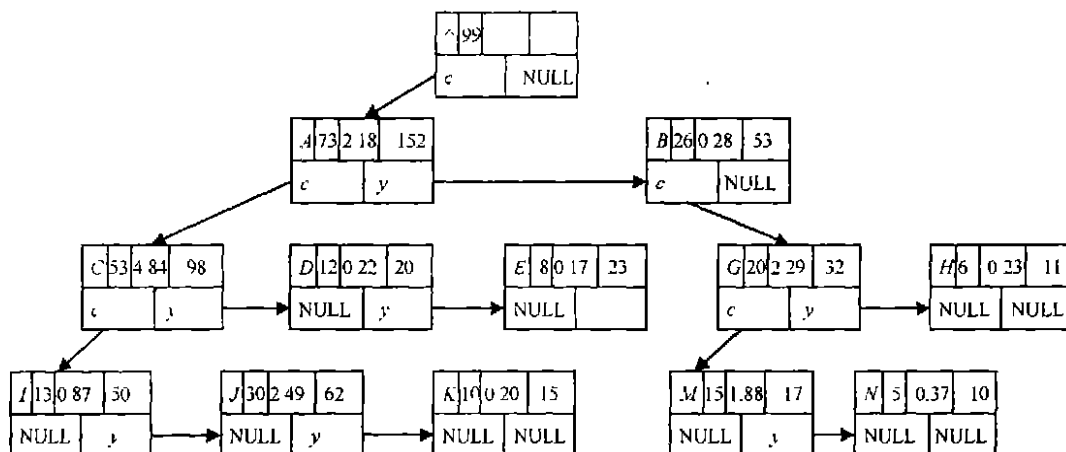 ^ 99
c NULL
A 73 2 18 152 B 26 0 28 53
c y c NULL
C 53 4 84 98 D 12 0 22 20 E 8 0 17 23 G 20 2 29 32 H 6 0 23 11
c y NULL y NULL c y NULL NULL
I 13 0 87 50 J 30 2 49 62 K 10 0 20 15 M 15 1.88 17 N 5 0.37 10
NULL y NULL y NULL NULL NULL y NULL NULL